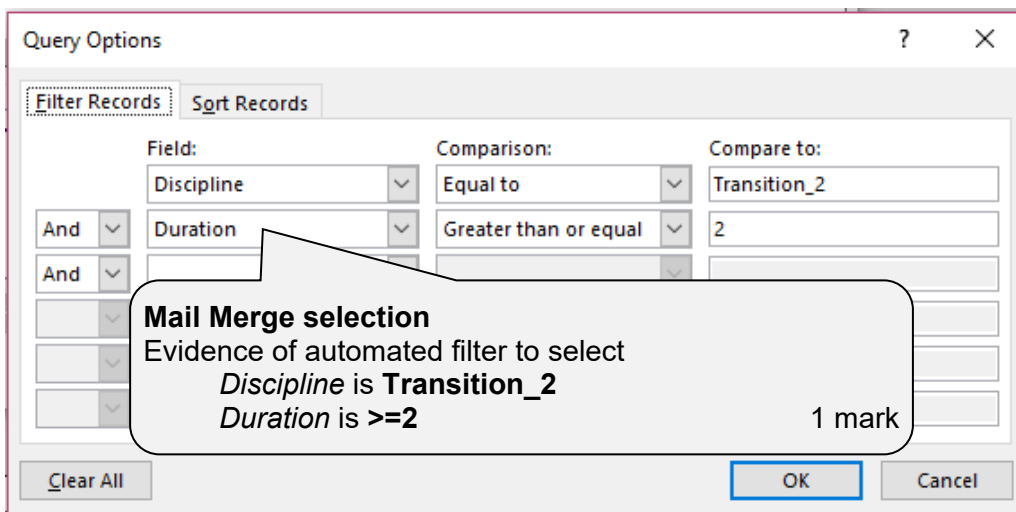 Query Options ? ×
Filter Records Sort Records
Field: Comparison: Compare to:
Discipline Equal to Transition_2
And Duration Greater than or equal 2
And
Mail Merge selection
Evidence of automated filter to select
Discipline is Transition_2
Duration is >=2 1 mark
Clear All OK Cancel